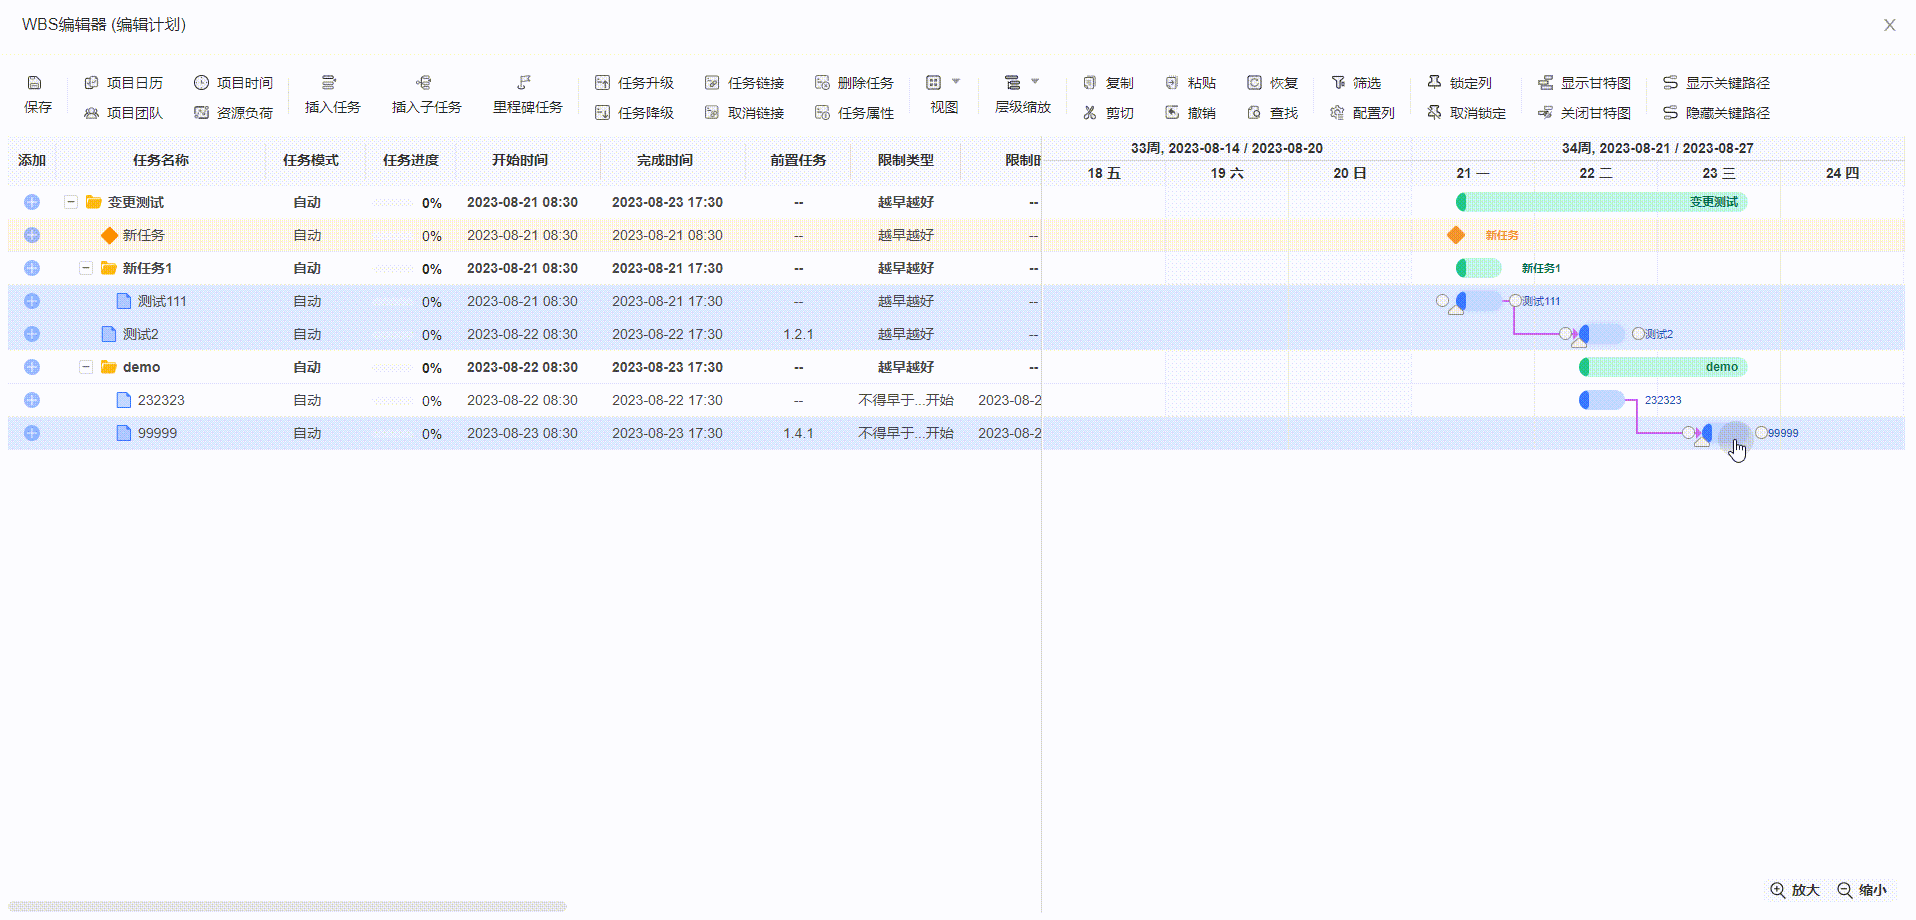 WBS编辑器 (编辑计划)
X
保存
项目日历
项目时间
项目团队
资源负荷
插入任务
插入子任务
里程碑任务
任务升级
任务链接
删除任务
任务降级
取消链接
任务属性
视图
层级缩放
复制
粘贴
恢复
剪切
撤销
查找
筛选
配置列
锁定列
取消锁定
显示甘特图
关闭甘特图
显示关键路径
隐藏关键路径
添加 任务名称 任务模式 任务进度 开始时间 完成时间 前置任务 限制类型
33周, 2023-08-14 / 2023-08-20 34周, 2023-08-21 / 2023-08-27
18 五 19 六 20 日 21 一 22 二 23 三 24 四
变更测试 自动 0% 2023-08-21 08:30 2023-08-23 17:30 -- 越早越好 -- 变更测试
新任务 自动 0% 2023-08-21 08:30 2023-08-21 08:30 -- 越早越好 -- 新任务
新任务1 自动 0% 2023-08-21 08:30 2023-08-21 17:30 -- 越早越好 -- 新任务1
测试111 自动 0% 2023-08-21 08:30 2023-08-21 17:30 -- 越早越好 -- 测试111
测试2 自动 0% 2023-08-22 08:30 2023-08-22 17:30 1.2.1 越早越好 -- 测试2
demo 自动 0% 2023-08-22 08:30 2023-08-23 17:30 -- 越早越好 -- demo
232323 自动 0% 2023-08-22 08:30 2023-08-22 17:30 -- 不得早于...开始 2023-08-2 232323
99999 自动 0% 2023-08-23 08:30 2023-08-23 17:30 1.4.1 不得早于...开始 2023-08-2 99999
放大 缩小